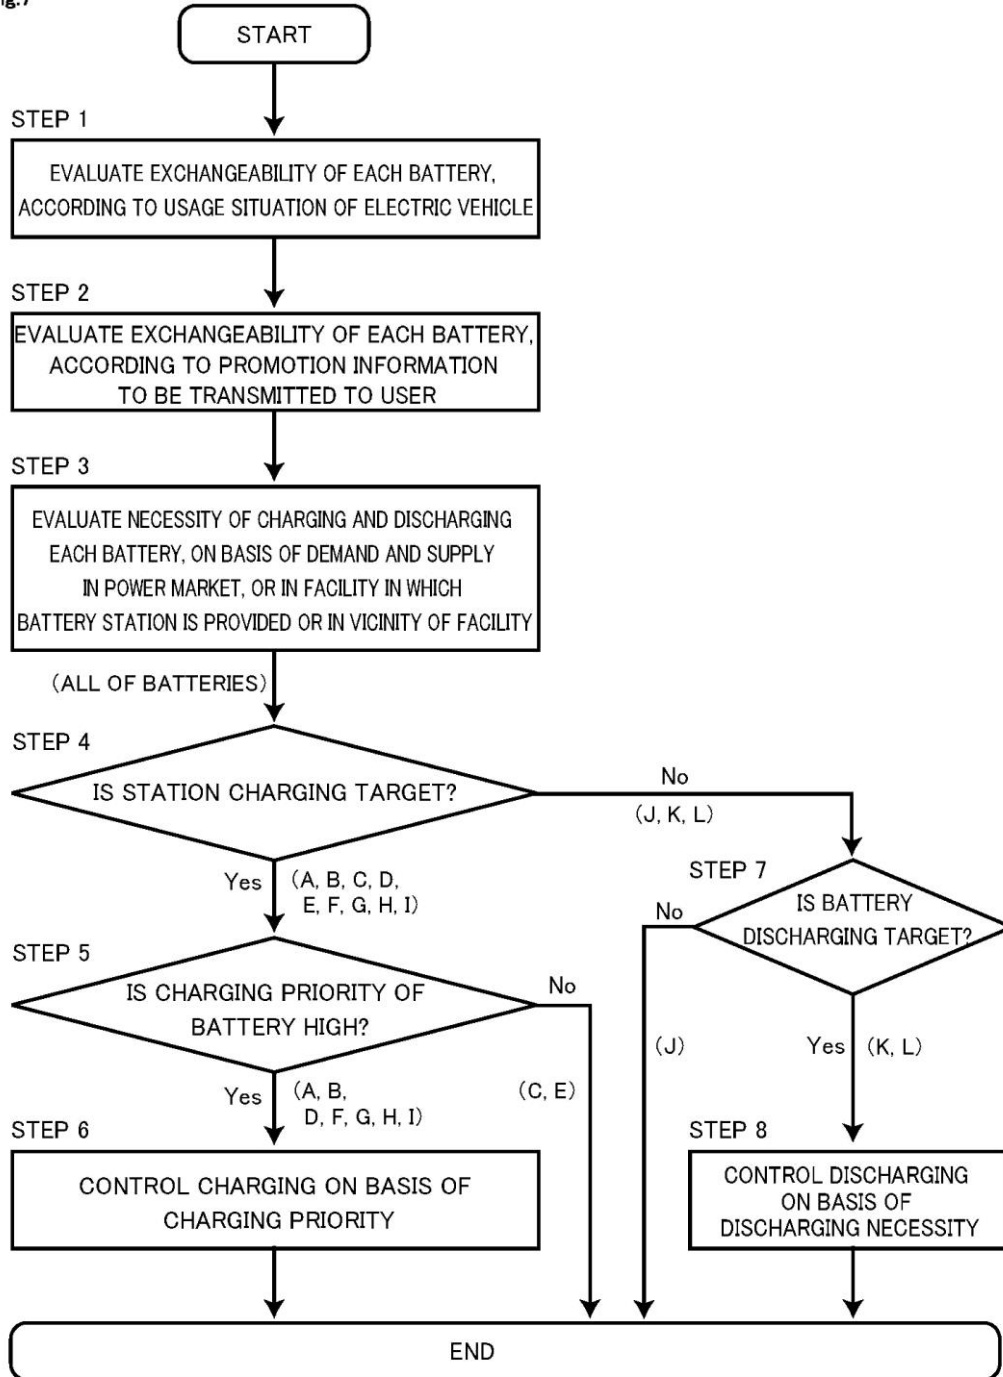 START
STEP 1
EVALUATE EXCHANGEABILITY OF EACH BATTERY,
ACCORDING TO USAGE SITUATION OF ELECTRIC VEHICLE
STEP 2
EVALUATE EXCHANGEABILITY OF EACH BATTERY,
ACCORDING TO PROMOTION INFORMATION
TO BE TRANSMITTED TO USER
STEP 3
EVALUATE NECESSITY OF CHARGING AND DISCHARGING
EACH BATTERY, ON BASIS OF DEMAND AND SUPPLY
IN POWER MARKET, OR IN FACILITY IN WHICH
BATTERY STATION IS PROVIDED OR IN VICINITY OF FACILITY
(ALL OF BATTERIES)
STEP 4
IS STATION CHARGING TARGET?
No
(J, K, L)
Yes
(A, B, C, D,
E, F, G, H, I)
STEP 7
IS BATTERY
DISCHARGING TARGET?
No
(J)
Yes
(K, L)
STEP 5
IS CHARGING PRIORITY OF
BATTERY HIGH?
No
(C, E)
Yes
(A, B,
D, F, G, H, I)
STEP 6
CONTROL CHARGING ON BASIS OF
CHARGING PRIORITY
STEP 8
CONTROL DISCHARGING
ON BASIS OF
DISCHARGING NECESSITY
END